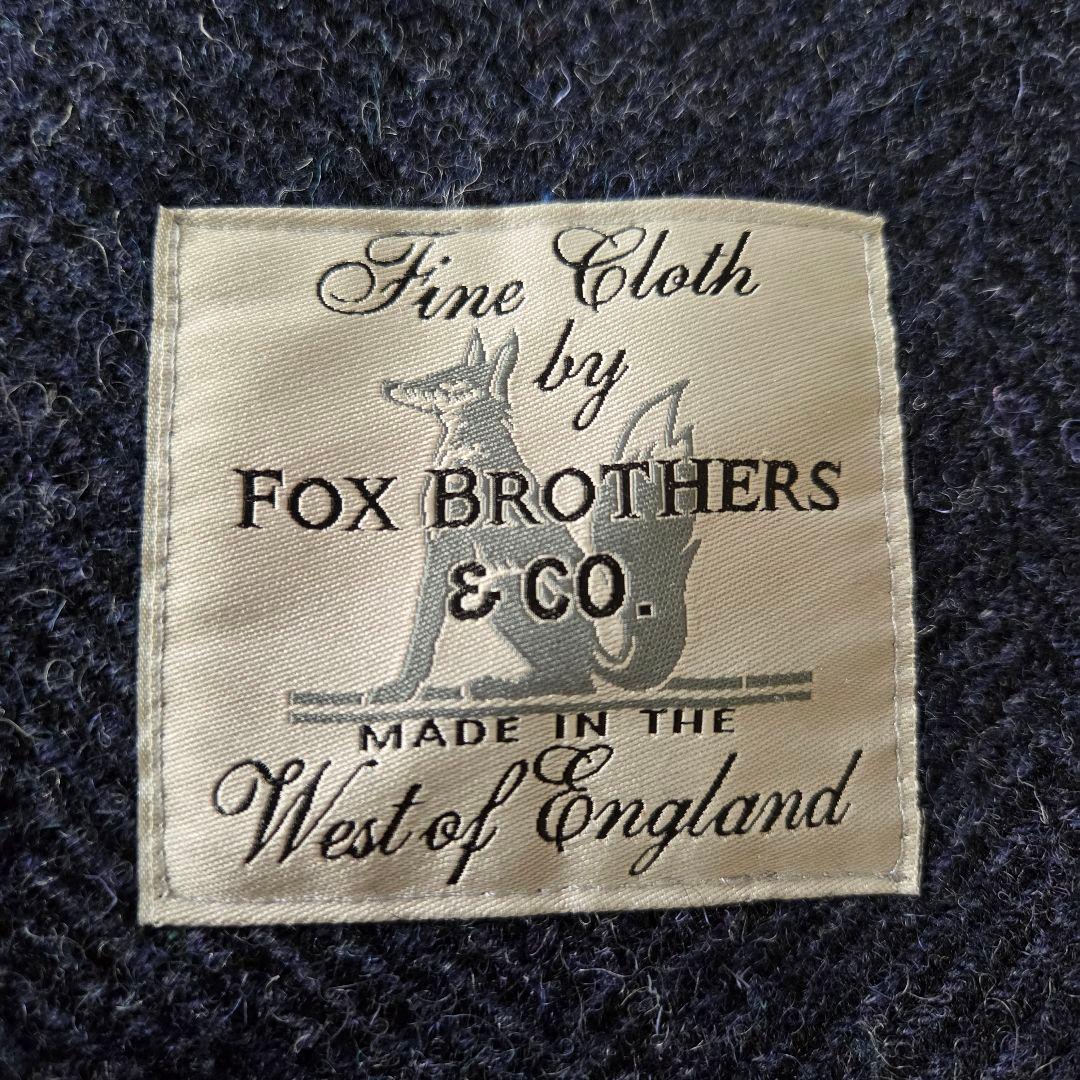 Fine Cloth
by
FOX BROTHERS
& CO.
MADE IN THE
West of England